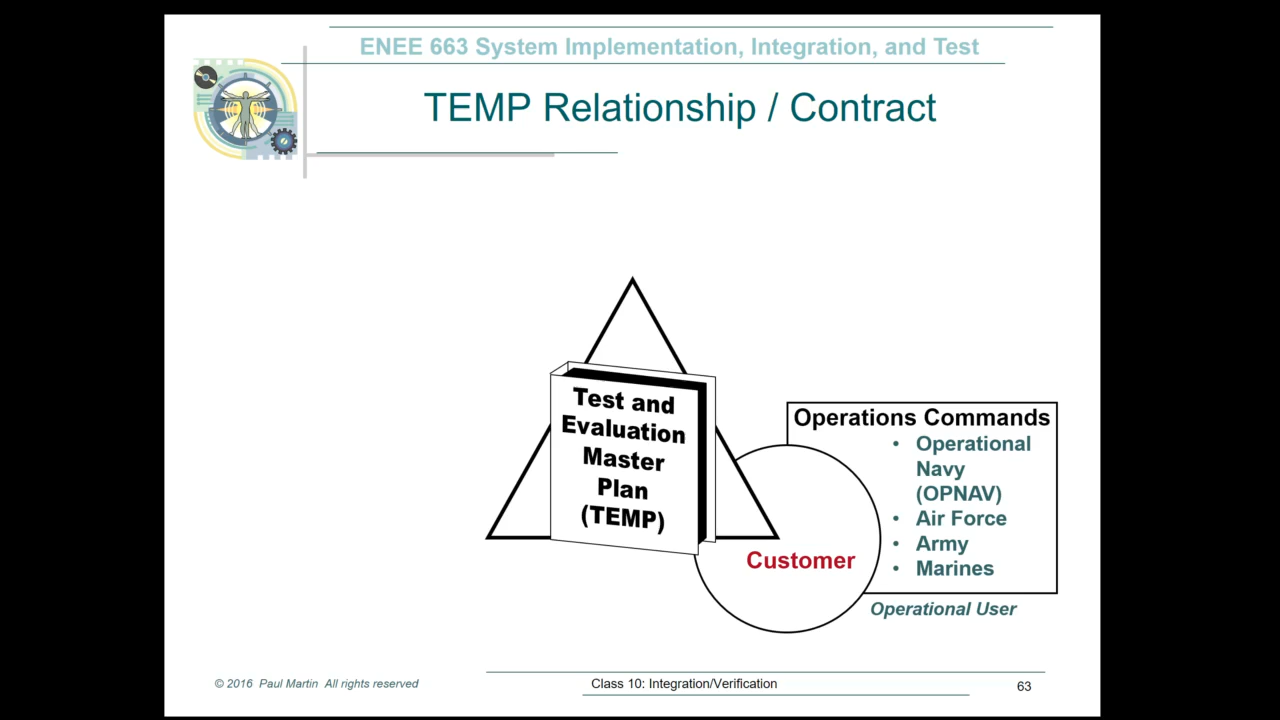 ENEE 663 System Implementation, Integration, and Test
TEMP Relationship / Contract
Test and
Evaluation
Master
Plan
(TEMP)
Operations Commands
• Operational
Navy
(OPNAV)
• Air Force
• Army
• Marines
Customer
Operational User
© 2016 Paul Martin All rights reserved
Class 10: Integration/Verification
63